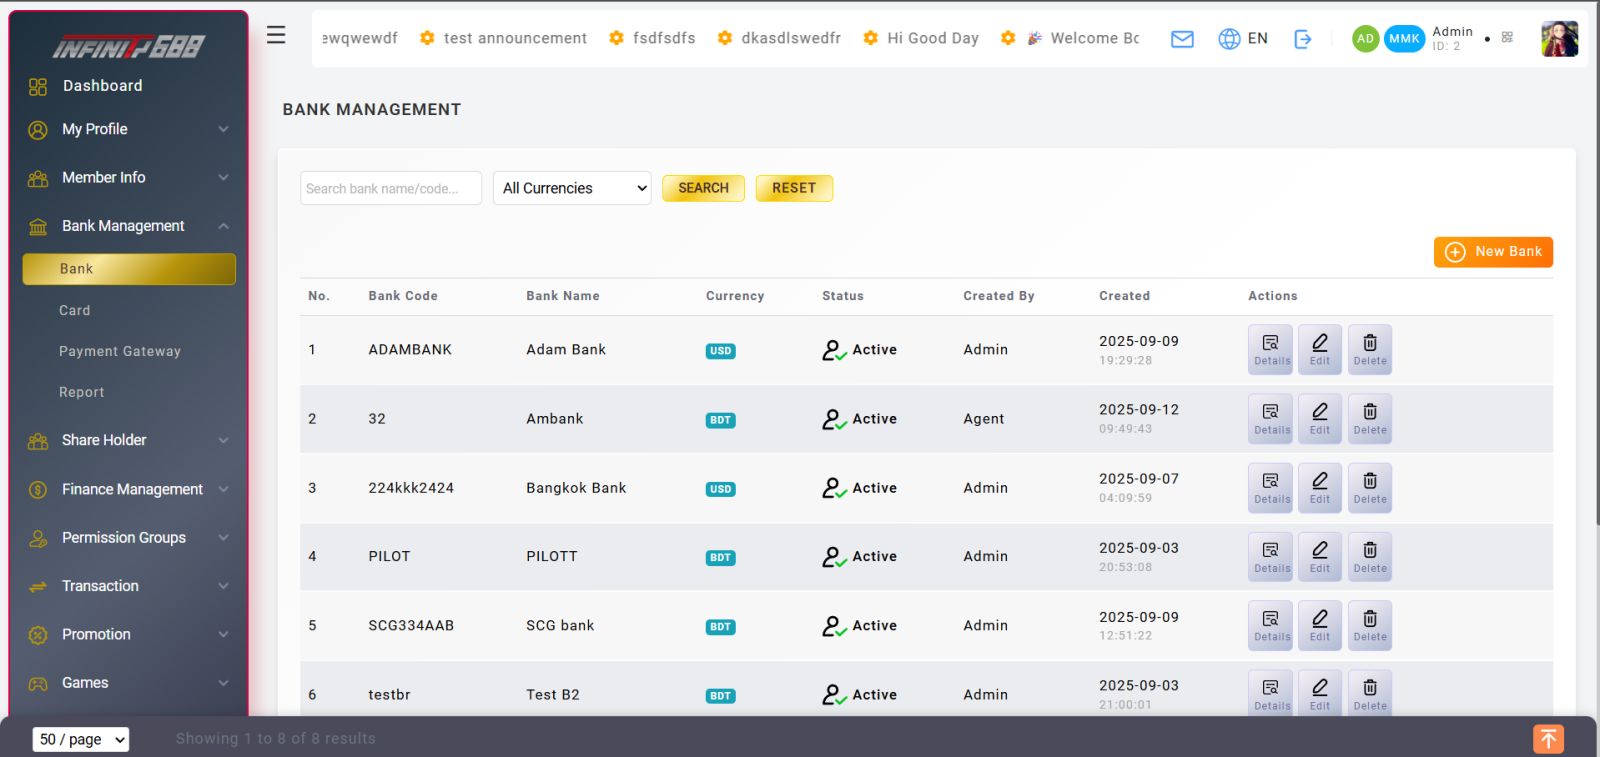 INFINITY688
ewqwewdf test announcement fsdfsdfs dkasdlswedfr Hi Good Day 🎉 Welcome Bc
EN
AD MMK Admin
ID: 2
Dashboard
My Profile
Member Info
Bank Management
Bank
Card
Payment Gateway
Report
Share Holder
Finance Management
Permission Groups
Transaction
Promotion
Games
BANK MANAGEMENT
Search bank name/code... All Currencies SEARCH RESET
New Bank
No. Bank Code Bank Name Currency Status Created By Created Actions
1 ADAMBANK Adam Bank USD Active Admin 2025-09-09 19:29:28 Details Edit Delete
2 32 Ambank BDT Active Agent 2025-09-12 09:49:43 Details Edit Delete
3 224kkk2424 Bangkok Bank USD Active Admin 2025-09-07 04:09:59 Details Edit Delete
4 PILOT PILOTT BDT Active Admin 2025-09-03 20:53:08 Details Edit Delete
5 SCG334AAB SCG bank BDT Active Admin 2025-09-09 12:51:22 Details Edit Delete
6 testbr Test B2 BDT Active Admin 2025-09-03 21:00:01 Details Edit Delete
50 / page Showing 1 to 8 of 8 results